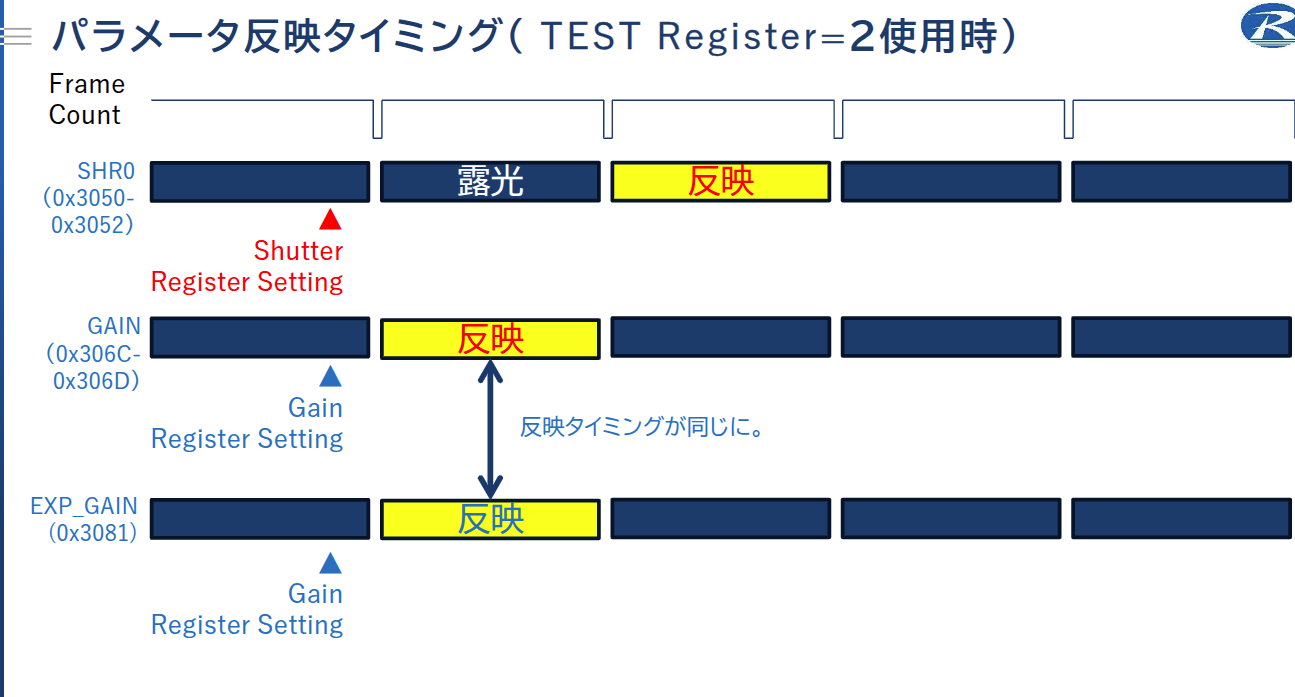 パラメータ反映タイミング( TEST Register=2使用時)
Frame
Count
SHR0
(0x3050-
0x3052)
露光
反映
Shutter
Register Setting
GAIN
(0x306C-
0x306D)
反映
Gain
Register Setting
反映タイミングが同じに。
EXP_GAIN
(0x3081)
反映
Gain
Register Setting